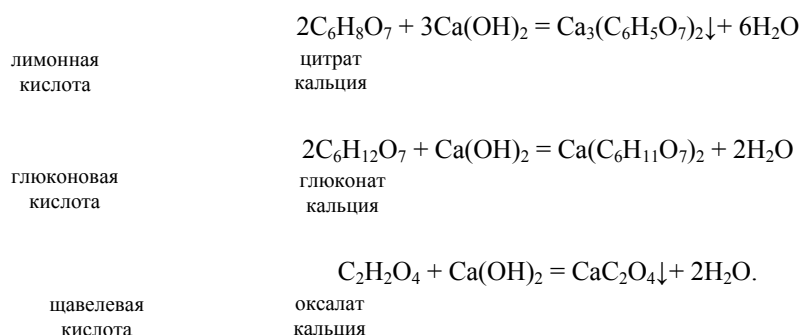 2C₆H₈O₇ + 3Ca(OH)₂ = Ca₃(C₆H₅O₇)₂↓+ 6H₂O
лимонная цитрат
кислота кальция
2C₆H₁₂O₇ + Ca(OH)₂ = Ca(C₆H₁₁O₇)₂ + 2H₂O
глюконовая глюконат
кислота кальция
C₂H₂O₄ + Ca(OH)₂ = CaC₂O₄↓+ 2H₂O.
щавелевая оксалат
кислота кальция